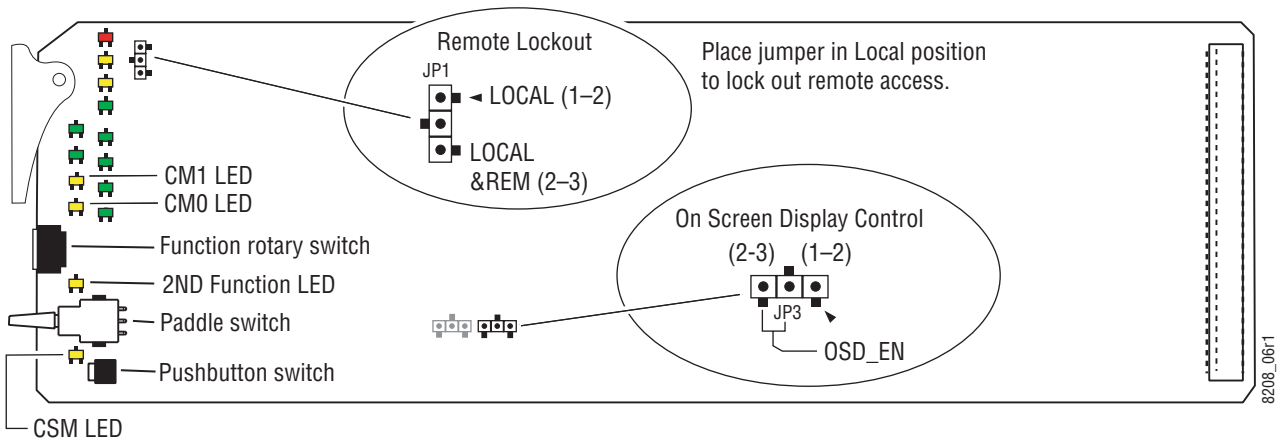 Remote Lockout
JP1
LOCAL (1–2)
LOCAL
&REM (2–3)
Place jumper in Local position
to lock out remote access.
CM1 LED
CM0 LED
Function rotary switch
2ND Function LED
Paddle switch
Pushbutton switch
CSM LED
On Screen Display Control
(2-3) (1–2)
JP3
OSD_EN
8208_06r1